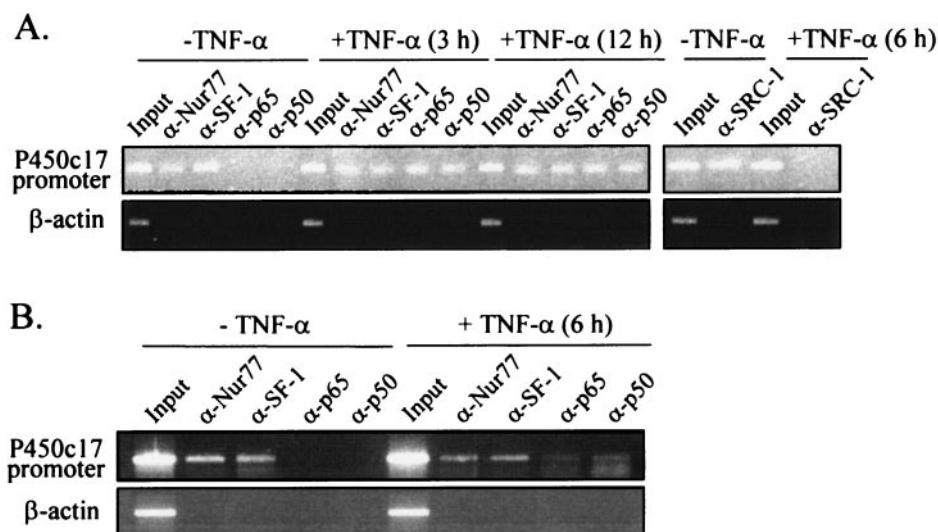 A.
-TNF-α +TNF-α (3 h) +TNF-α (12 h) -TNF-α +TNF-α (6 h)
Input α-Nur77 α-SF-1 α-p65 α-p50 Input α-Nur77 α-SF-1 α-p65 α-p50 Input α-Nur77 α-SF-1 α-p65 α-p50 Input α-SRC-1 Input α-SRC-1
P450c17
promoter
β-actin
B.
- TNF-α + TNF-α (6 h)
Input α-Nur77 α-SF-1 α-p65 α-p50 Input α-Nur77 α-SF-1 α-p65 α-p50
P450c17
promoter
β-actin